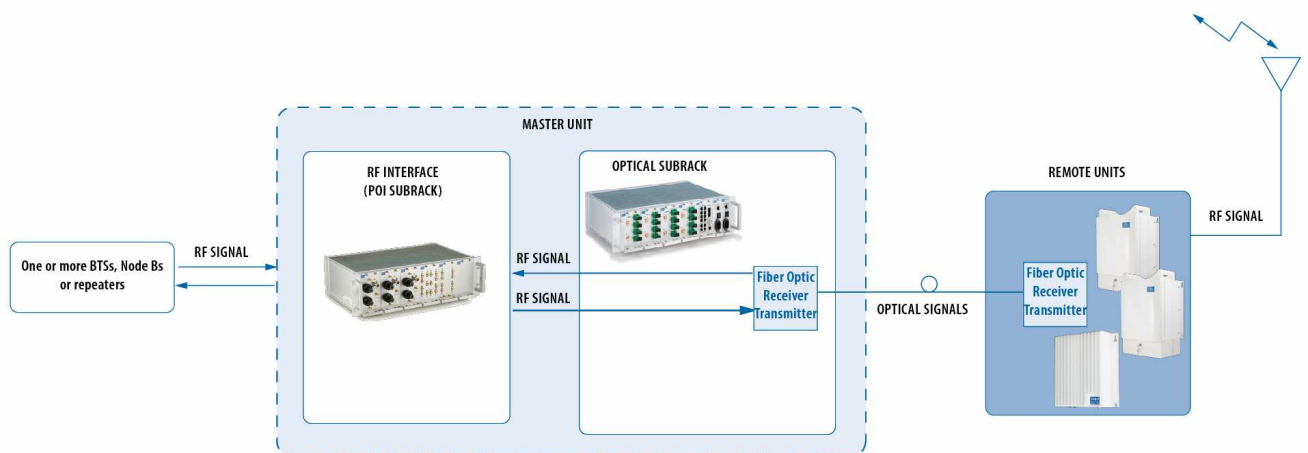 MASTER UNIT
RF INTERFACE
(POI SUBRACK)
OPTICAL SUBRACK
REMOTE UNITS
One or more BTSs, Node Bs
or repeaters
RF SIGNAL
RF SIGNAL
RF SIGNAL
Fiber Optic
Receiver
Transmitter
OPTICAL SIGNALS
Fiber Optic
Receiver
Transmitter
RF SIGNAL